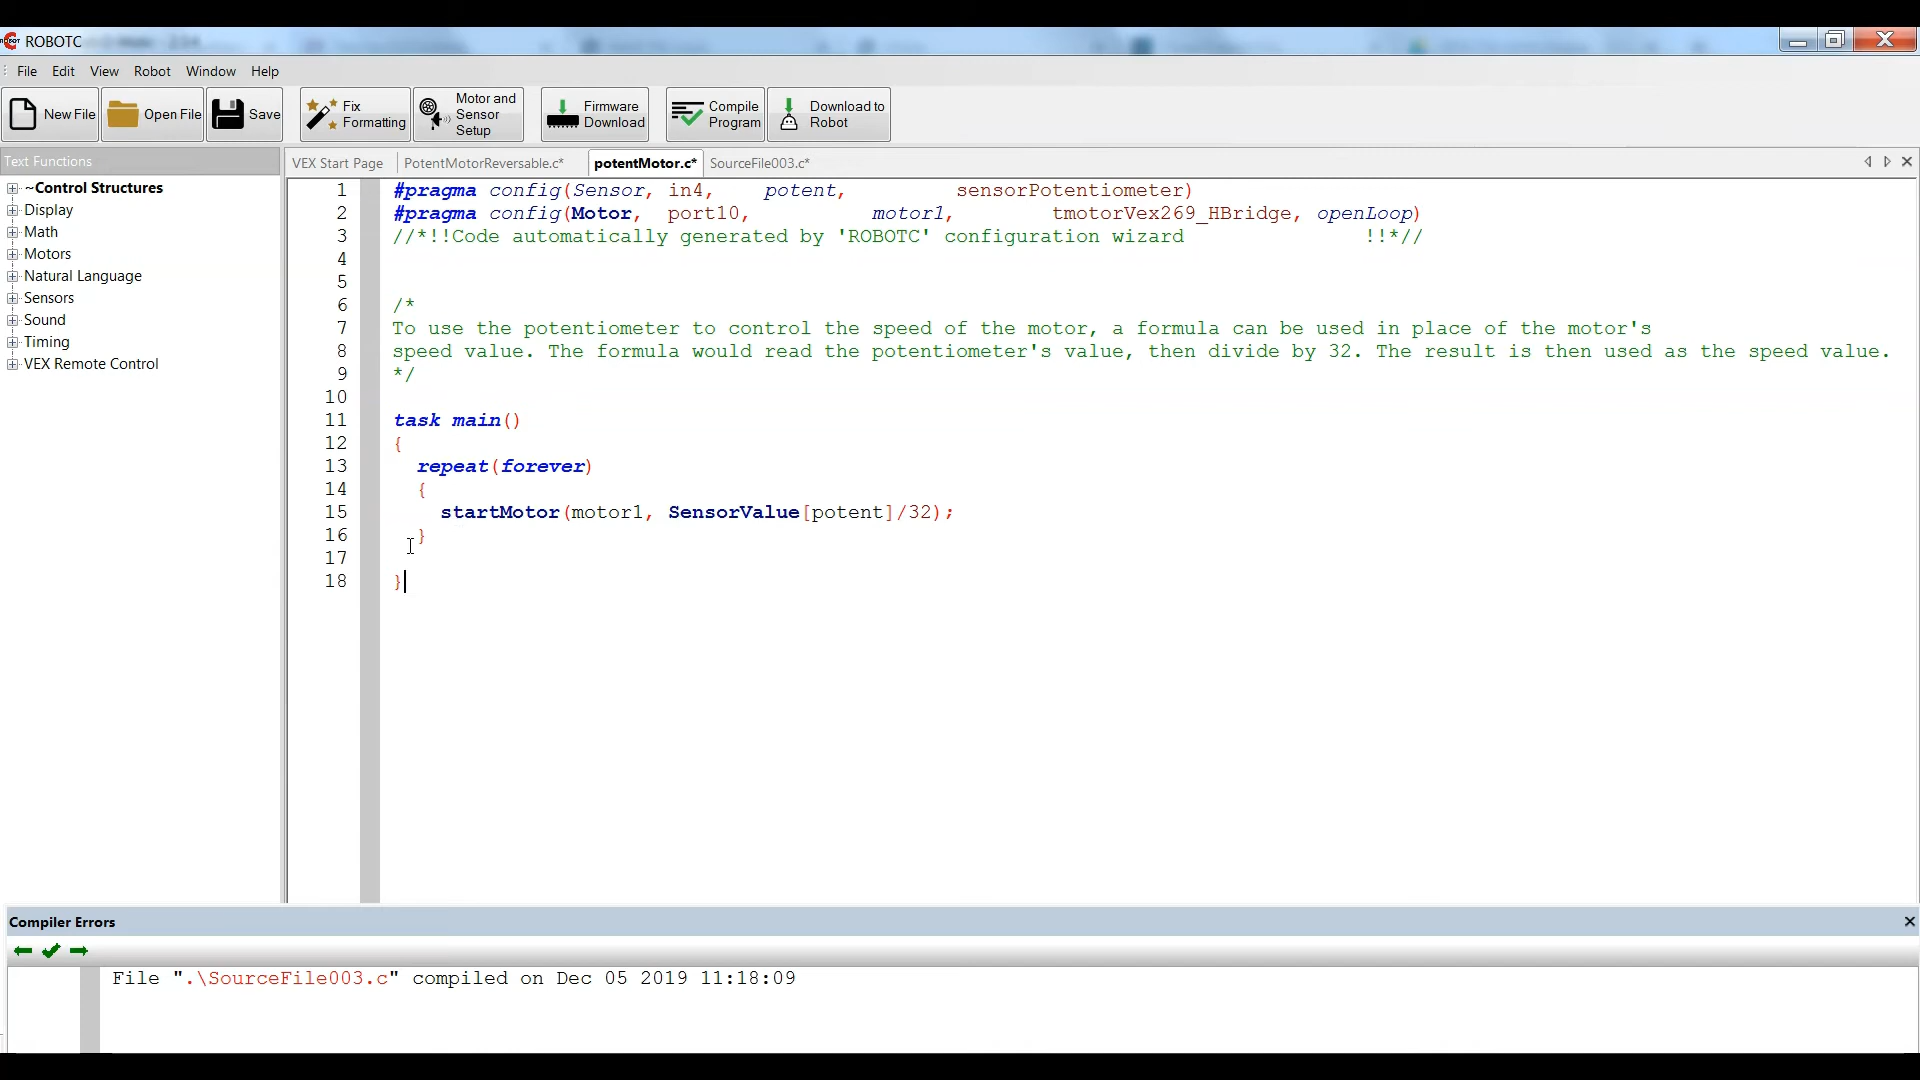 ROBOTC
File Edit View Robot Window Help
New File Open File Save Fix Formatting Motor and Sensor Setup Firmware Download Compile Program Download to Robot
Text Functions
~Control Structures
Display
Math
Motors
Natural Language
Sensors
Sound
Timing
VEX Remote Control
VEX Start Page PotentMotorReversable.c* potentMotor.c* SourceFile003.c*
1 #pragma config(Sensor, in4, potent, sensorPotentiometer)
2 #pragma config(Motor, port10, motor1, tmotorVex269_HBridge, openLoop)
3 //*!!Code automatically generated by 'ROBOTC' configuration wizard !!*//
4
5
6 /*
7 To use the potentiometer to control the speed of the motor, a formula can be used in place of the motor's
8 speed value. The formula would read the potentiometer's value, then divide by 32. The result is then used as the speed value.
9 */
10
11 task main()
12 {
13 repeat(forever)
14 {
15 startMotor(motor1, SensorValue[potent]/32);
16 }
17
18 }
Compiler Errors
File ".\SourceFile003.c" compiled on Dec 05 2019 11:18:09